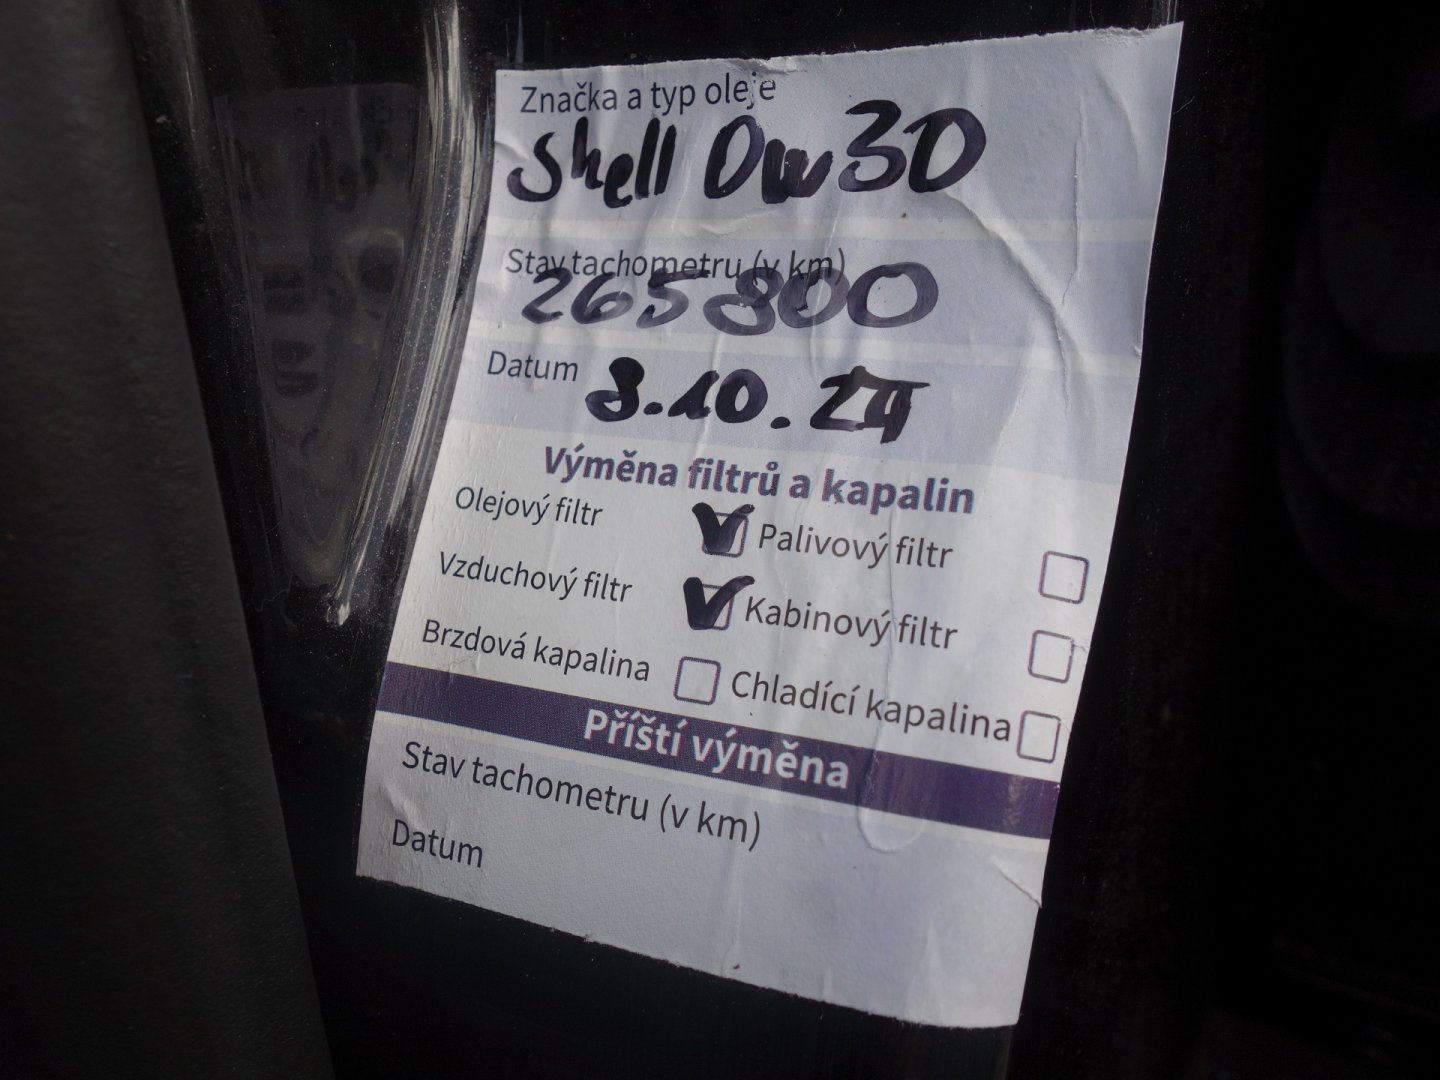 Značka a typ oleje
Shell 0w30
Stav tachometru (v km)
265800
Datum 8.10.24
Výměna filtrů a kapalin
Olejový filtr Palivový filtr
Vzduchový filtr Kabinový filtr
Brzdová kapalina Chladící kapalina
Příští výměna
Stav tachometru (v km)
Datum